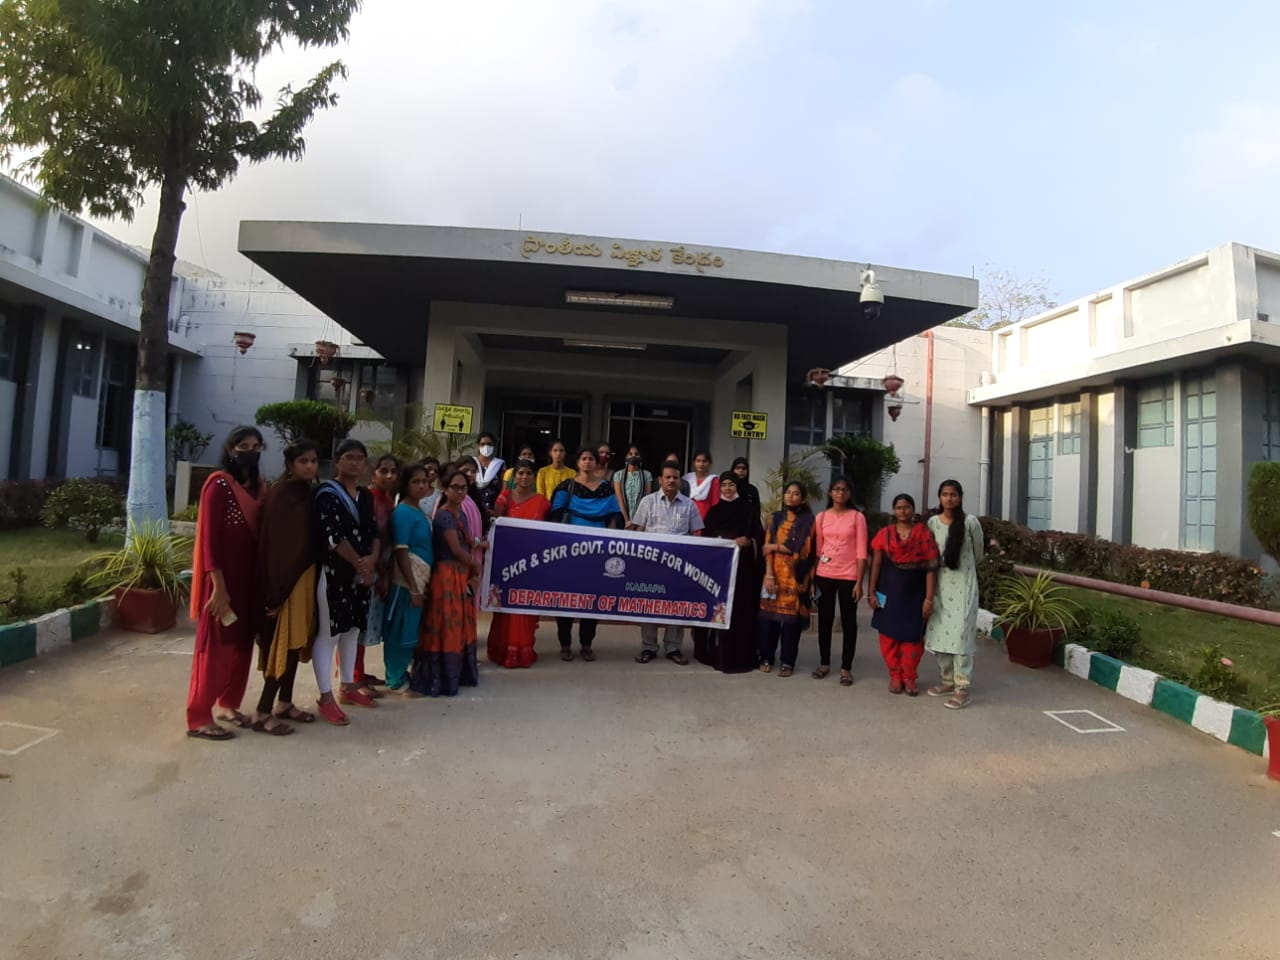 ప్రాంతీయ విజ్ఞాన కేంద్రం
NO FACE MASK
NO ENTRY
SKR & SKR GOVT. COLLEGE FOR WOMEN
KADAPA
DEPARTMENT OF MATHEMATICS